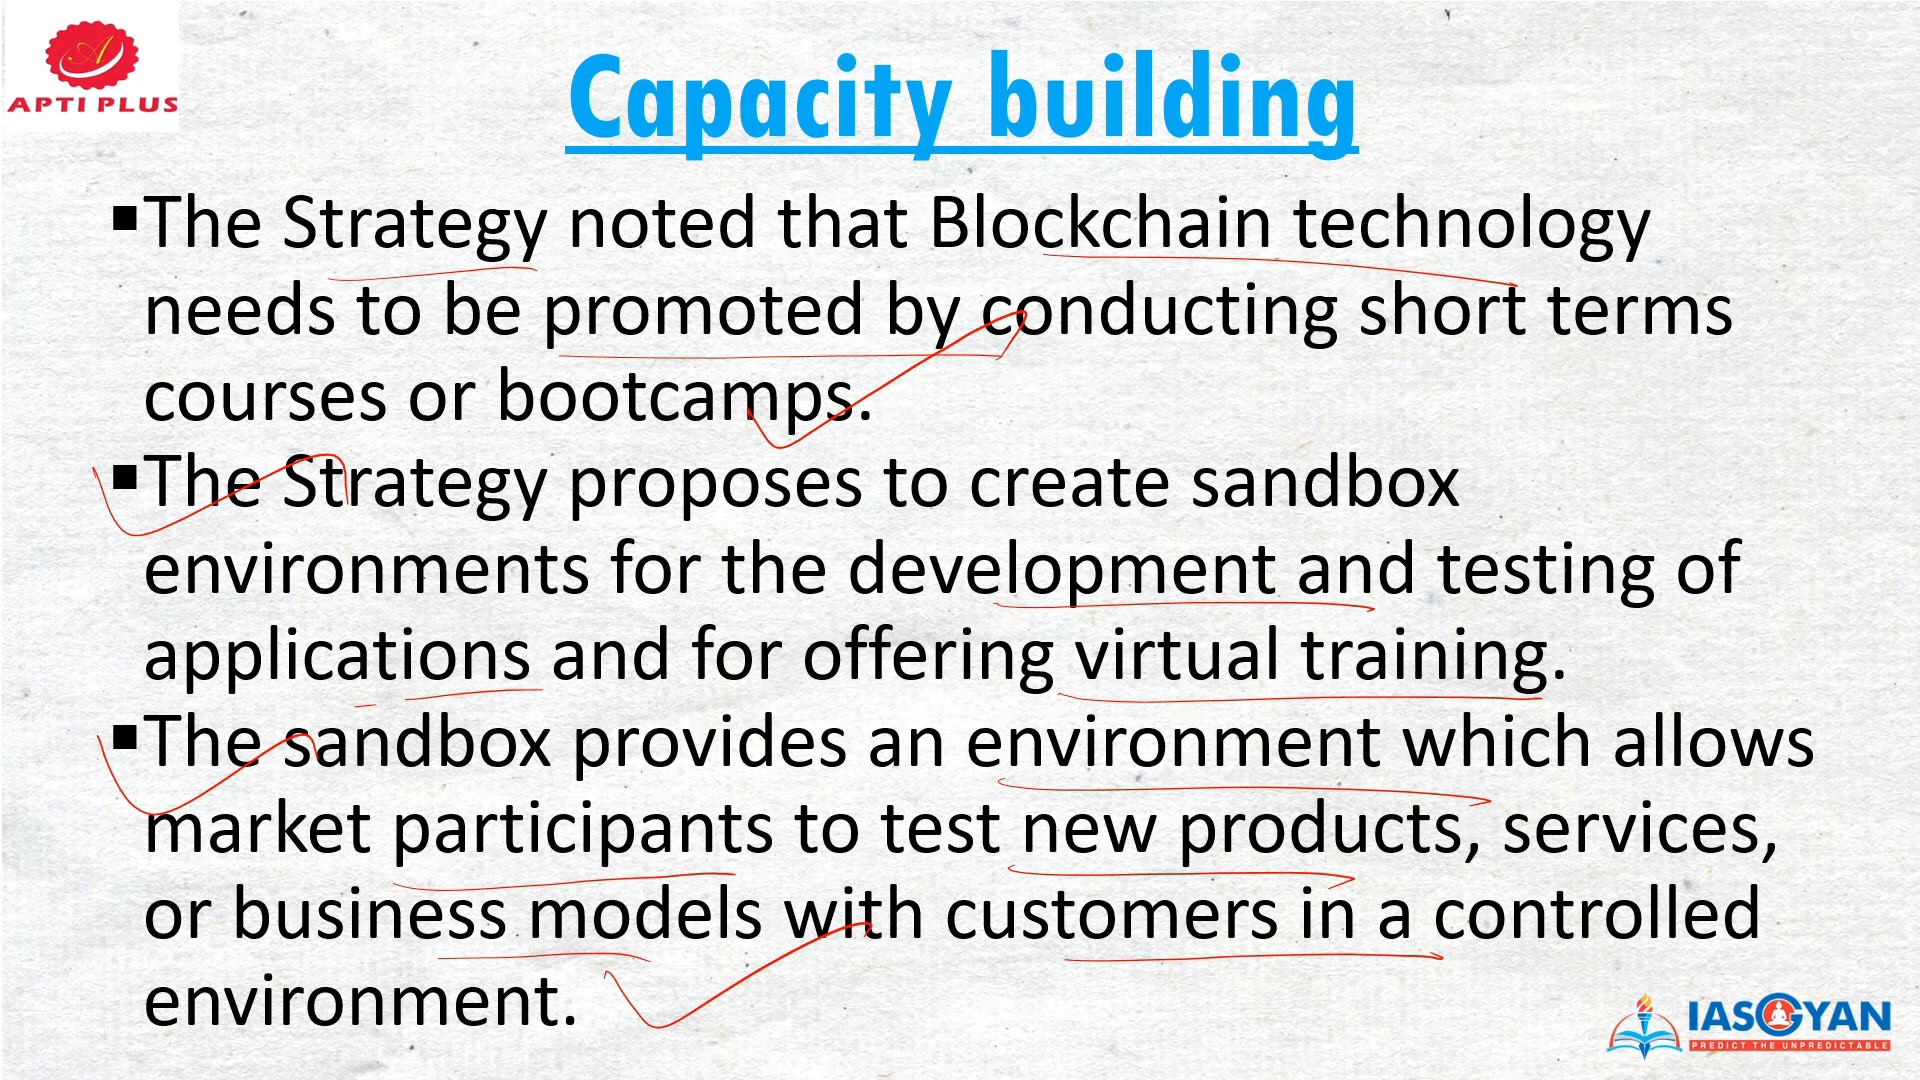 APTI PLUS
Capacity building
▪The Strategy noted that Blockchain technology
needs to be promoted by conducting short terms
courses or bootcamps.
▪The Strategy proposes to create sandbox
environments for the development and testing of
applications and for offering virtual training.
▪The sandbox provides an environment which allows
market participants to test new products, services,
or business models with customers in a controlled
environment.
IASGYAN
PREDICT THE UNPREDICTABLE